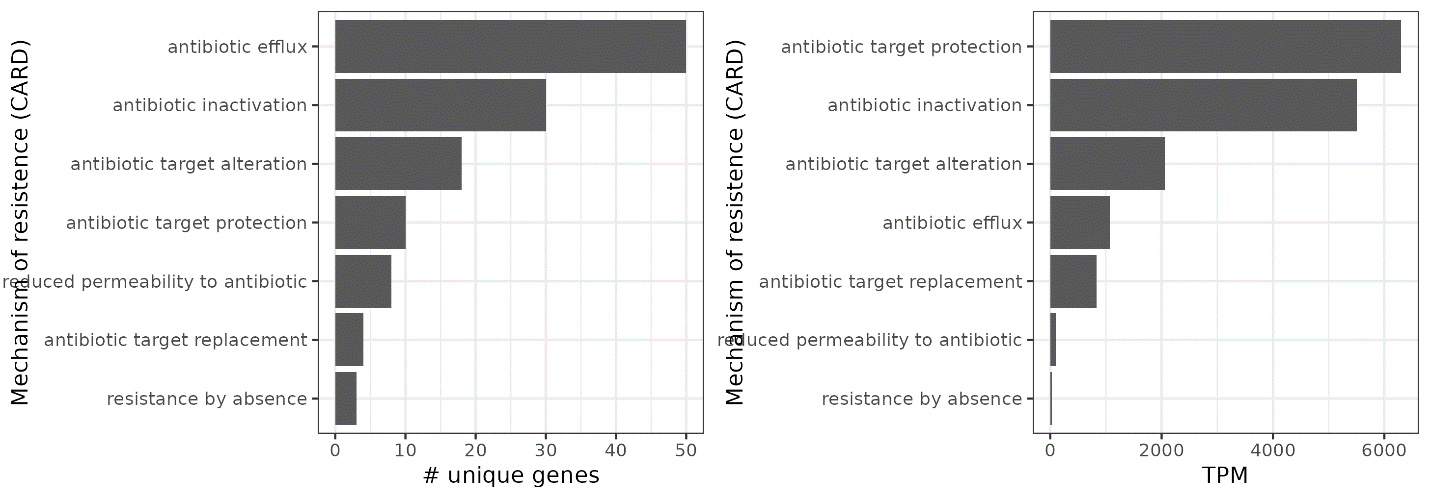 Mechanism of resistence (CARD)
antibiotic efflux
antibiotic inactivation
antibiotic target alteration
antibiotic target protection
reduced permeability to antibiotic
antibiotic target replacement
resistance by absence
0 10 20 30 40 50
# unique genes
Mechanism of resistence (CARD)
antibiotic target protection
antibiotic inactivation
antibiotic target alteration
antibiotic efflux
antibiotic target replacement
reduced permeability to antibiotic
resistance by absence
0 2000 4000 6000
TPM